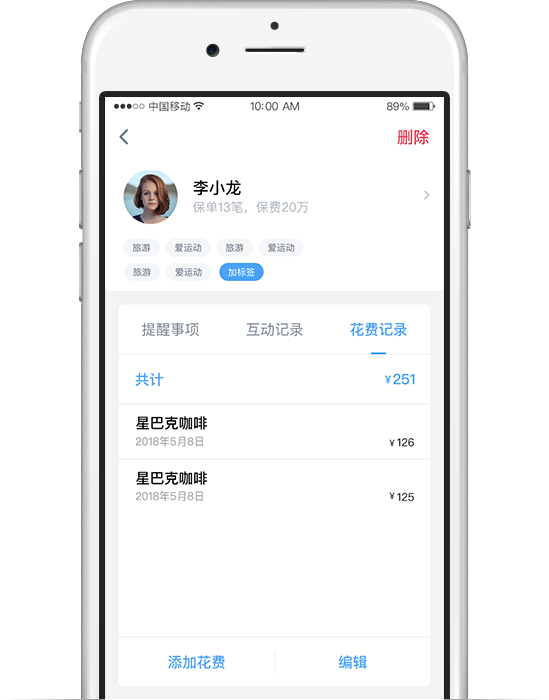 中国移动 10:00 AM 89%
删除
李小龙
保单13笔，保费20万
旅游 爱运动 旅游 爱运动
旅游 爱运动 加标签
提醒事项 互动记录 花费记录
共计 ¥251
星巴克咖啡
2018年5月8日 ¥126
星巴克咖啡
2018年5月8日 ¥125
添加花费 编辑